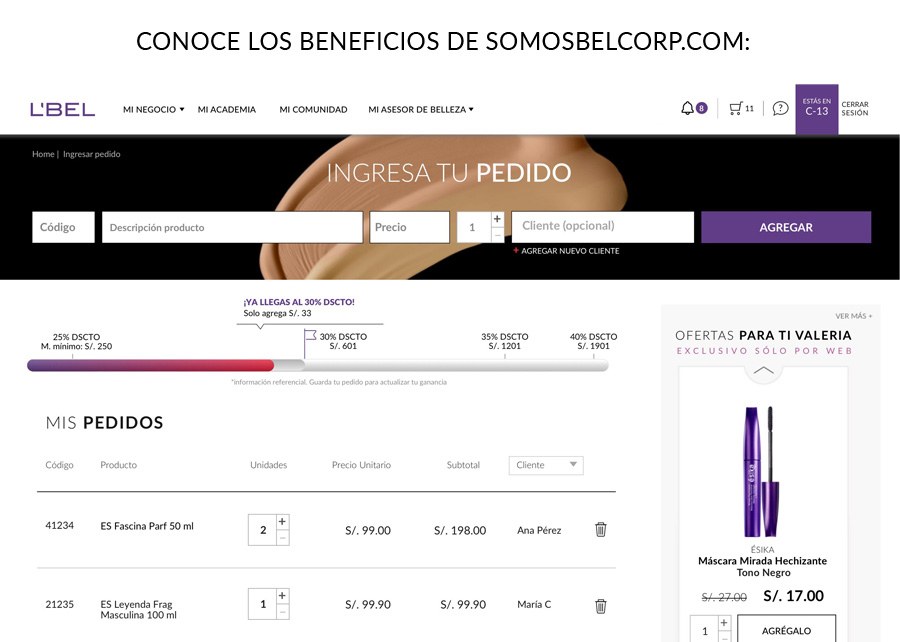 CONOCE LOS BENEFICIOS DE SOMOSBELCORP.COM:
L'BEL MI NEGOCIO MI ACADEMIA MI COMUNIDAD MI ASESOR DE BELLEZA 8 11 ? ESTÁS EN C-13 CERRAR SESIÓN
Home | Ingresar pedido
INGRESA TU PEDIDO
Código Descripción producto Precio 1 + − Cliente (opcional) AGREGAR
+ AGREGAR NUEVO CLIENTE
¡YA LLEGAS AL 30% DSCTO!
Solo agrega S/. 33
25% DSCTO 30% DSCTO 35% DSCTO 40% DSCTO
M. mínimo: S/. 250 S/. 601 S/. 1201 S/. 1901
*información referencial. Guarda tu pedido para actualizar tu ganancia
MIS PEDIDOS
Código Producto Unidades Precio Unitario Subtotal Cliente
41234 ES Fascina Parf 50 ml 2 + − S/. 99.00 S/. 198.00 Ana Pérez
21235 ES Leyenda Frag 1 + − S/. 99.90 S/. 99.90 María C
Masculina 100 ml
VER MÁS +
OFERTAS PARA TI VALERIA
EXCLUSIVO SÓLO POR WEB
ésika
ÉSIKA
Máscara Mirada Hechizante
Tono Negro
S/. 27.00 S/. 17.00
1 + − AGRÉGALO